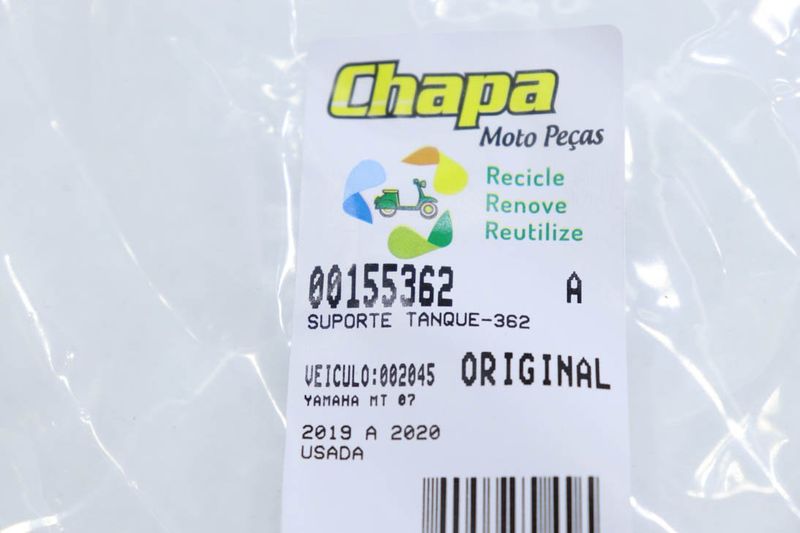 Chapa
Moto Peças
Recicle
Renove
Reutilize
00155362 A
SUPORTE TANQUE-362
VEICULO:002045 ORIGINAL
YAMAHA MT 07
2019 A 2020
USADA